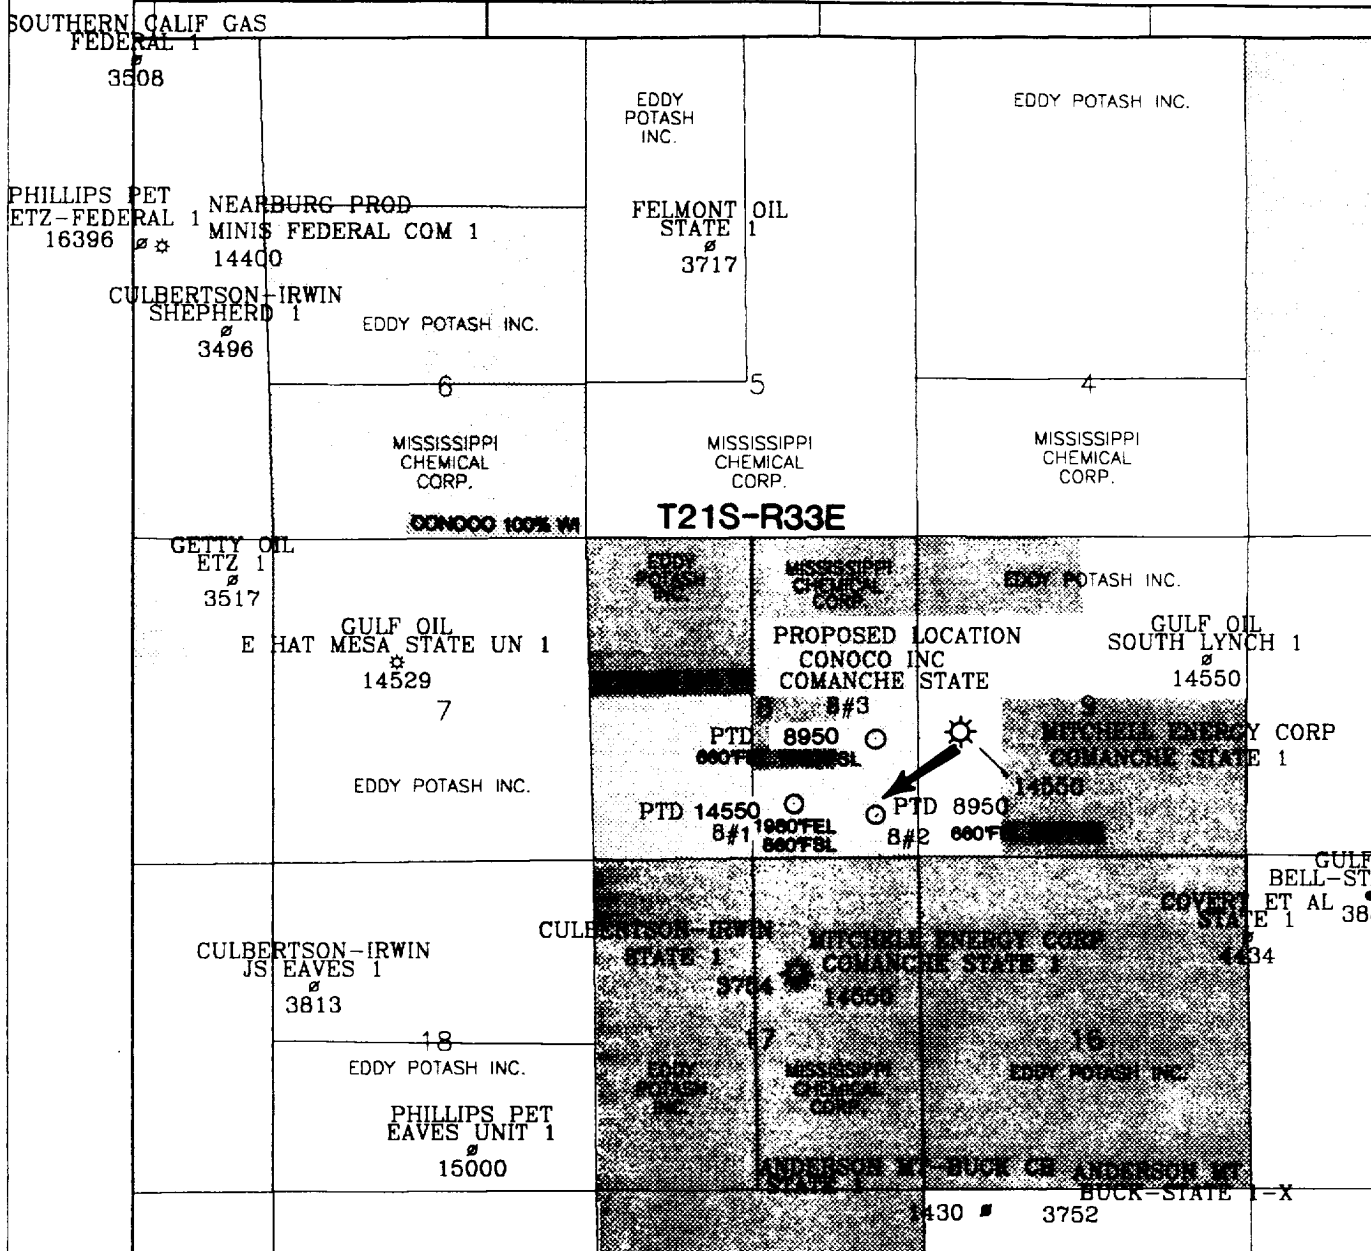 SOUTHERN CALIF GAS
FEDERAL 1
3508
EDDY
POTASH
INC.
EDDY POTASH INC.
PHILLIPS PET
ETZ-FEDERAL 1
16396
NEARBURG PROD
MINIS FEDERAL COM 1
14400
FELMONT OIL
STATE 1
3717
CULBERTSON-IRWIN
SHEPHERD 1
3496
EDDY POTASH INC.
6
5
4
MISSISSIPPI
CHEMICAL
CORP.
MISSISSIPPI
CHEMICAL
CORP.
MISSISSIPPI
CHEMICAL
CORP.
CONOCO 100% WI
T21S-R33E
GETTY OIL
ETZ 1
3517
EDDY
POTASH
INC.
MISSISSIPPI
CHEMICAL
CORP.
EDDY POTASH INC.
GULF OIL
E HAT MESA STATE UN 1
14529
PROPOSED LOCATION
CONOCO INC
COMANCHE STATE
GULF OIL
SOUTH LYNCH 1
14550
7
8
8#3
9
PTD 8950
MITCHELL ENERGY CORP
COMANCHE STATE 1
14550
EDDY POTASH INC.
PTD 14550
8#1
1980'FEL
660'FSL
PTD 8950
8#2
GULF
BELL-ST
38
COVERT ET AL
STATE 1
4434
CULBERTSON-IRWIN
STATE 1
3754
MITCHELL ENERGY CORP
COMANCHE STATE 1
14550
CULBERTSON-IRWIN
JS EAVES 1
3813
18
17
16
EDDY POTASH INC.
EDDY
POTASH
INC.
MISSISSIPPI
CHEMICAL
CORP.
EDDY POTASH INC.
PHILLIPS PET
EAVES UNIT 1
15000
ANDERSON MT-BUCK CB
STATE 1
1430
ANDERSON MT
BUCK-STATE 1-X
3752